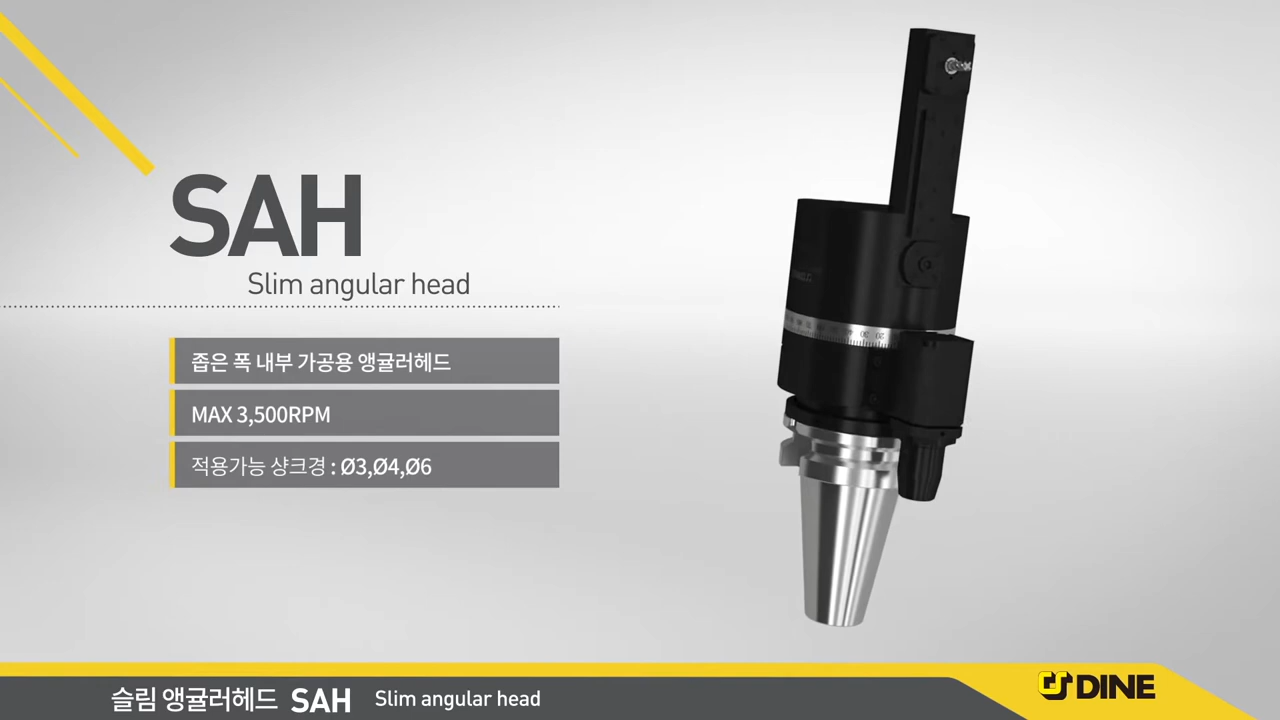 SAH
Slim angular head
좁은 폭 내부 가공용 앵귤러헤드
MAX 3,500RPM
적용가능 샹크경 : Ø3,Ø4,Ø6
슬림 앵귤러헤드 SAH Slim angular head
DINE